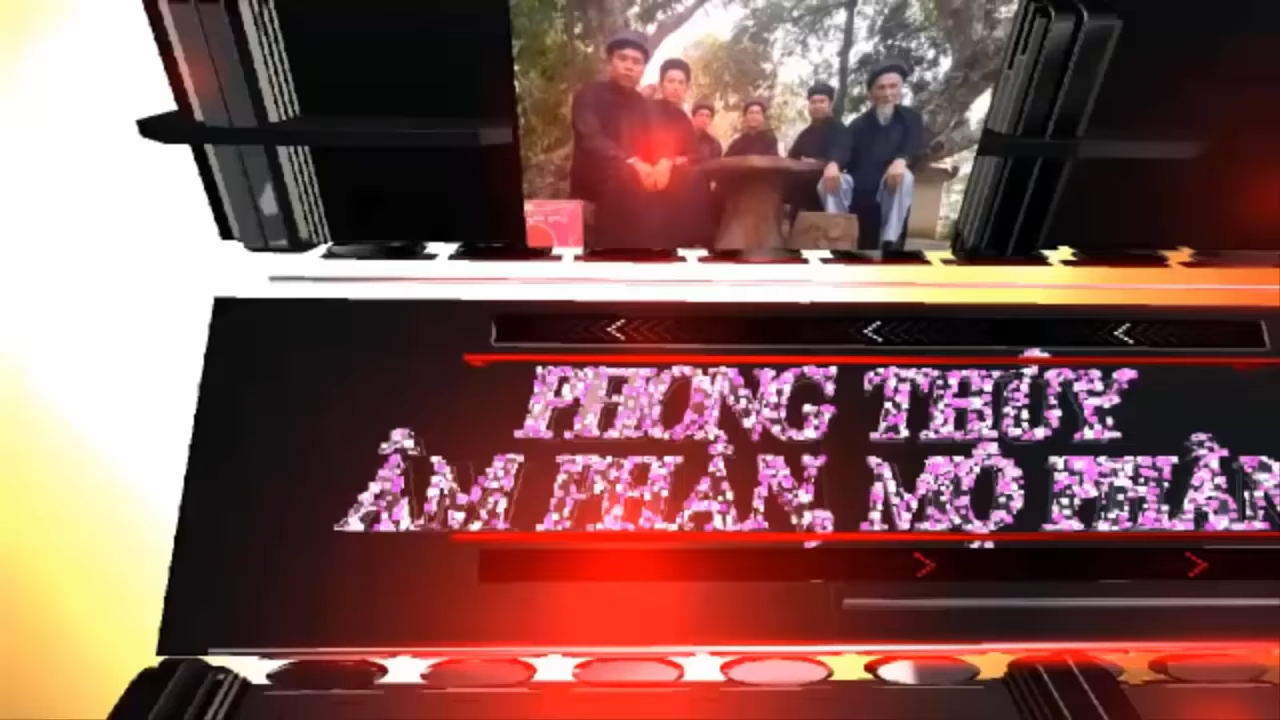 PHONG THỦY
ÂM PHẦN, MỘ PHẦN